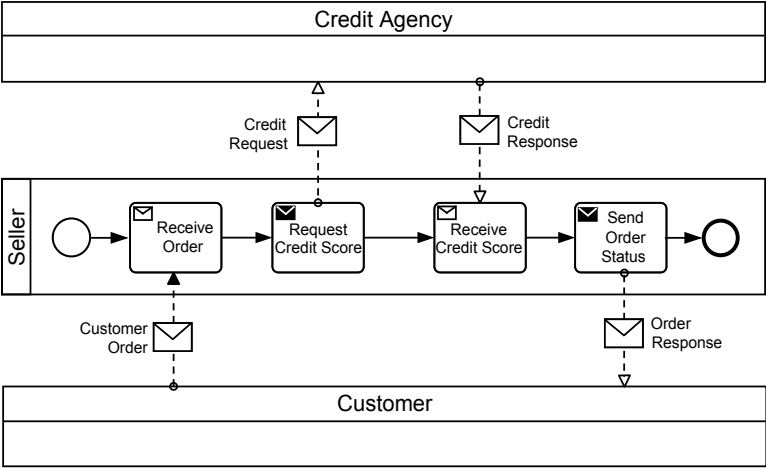 Credit Agency
Credit
Request
Credit
Response
Seller
Receive
Order
Request
Credit Score
Receive
Credit Score
Send
Order
Status
Customer
Order
Order
Response
Customer